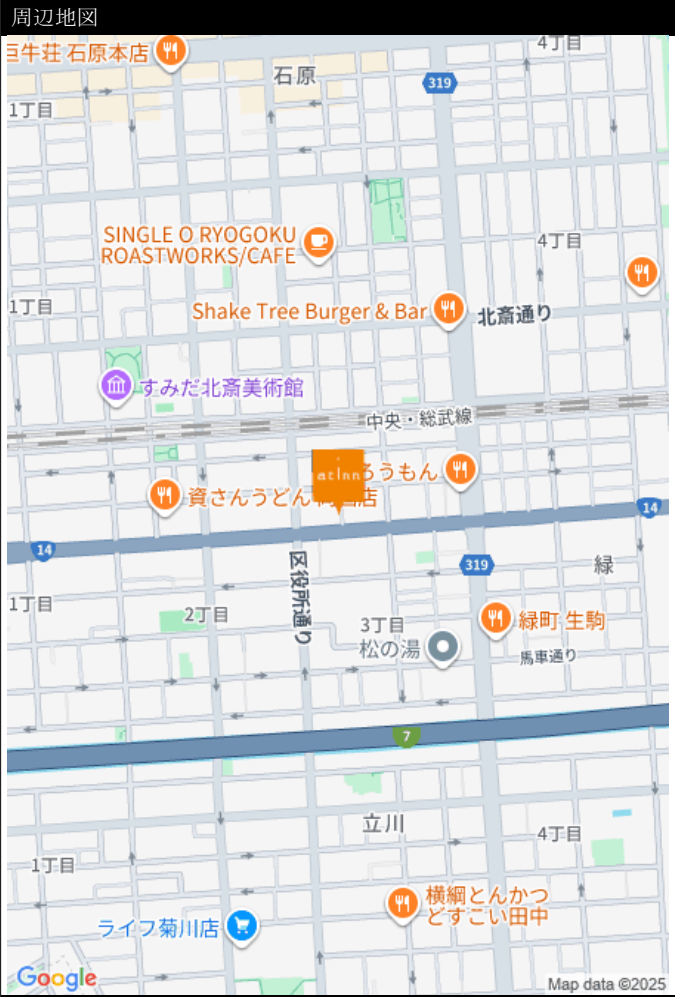 周辺地図
巨牛荘 石原本店
4丁目
石原
319
1丁目
SINGLE O RYOGOKU
ROASTWORKS/CAFE
4丁目
1丁目
Shake Tree Burger & Bar
北斎通り
すみだ北斎美術館
中央・総武線
atInn
ろうもん
資さんうどん
店
14
14
区役所通り
319
緑
1丁目
2丁目
3丁目
緑町 生駒
松の湯
馬車通り
7
立川
4丁目
1丁目
横綱とんかつ
どすこい田中
ライフ菊川店
Google
Map data ©2025